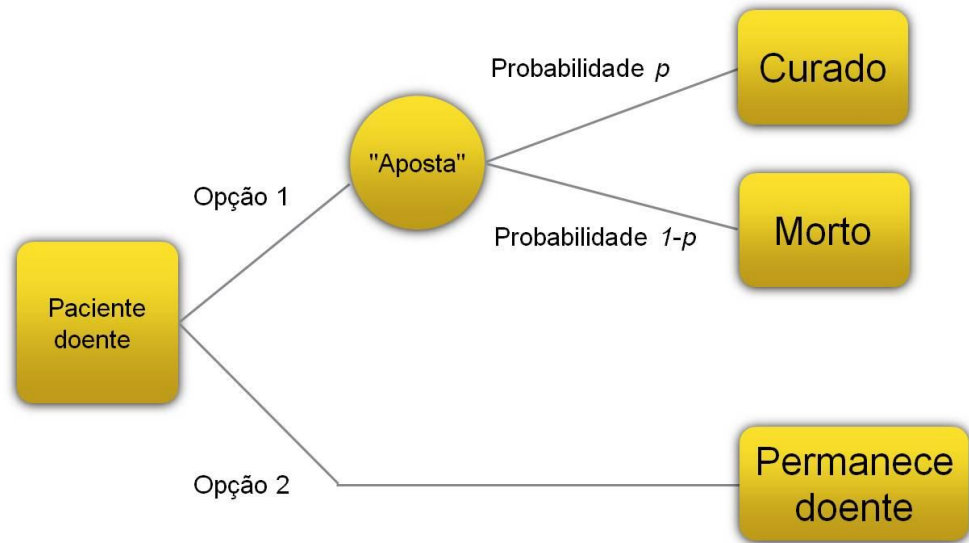 Probabilidade p
Curado
"Aposta"
Opção 1
Probabilidade 1-p
Morto
Paciente
doente
Opção 2
Permanece
doente